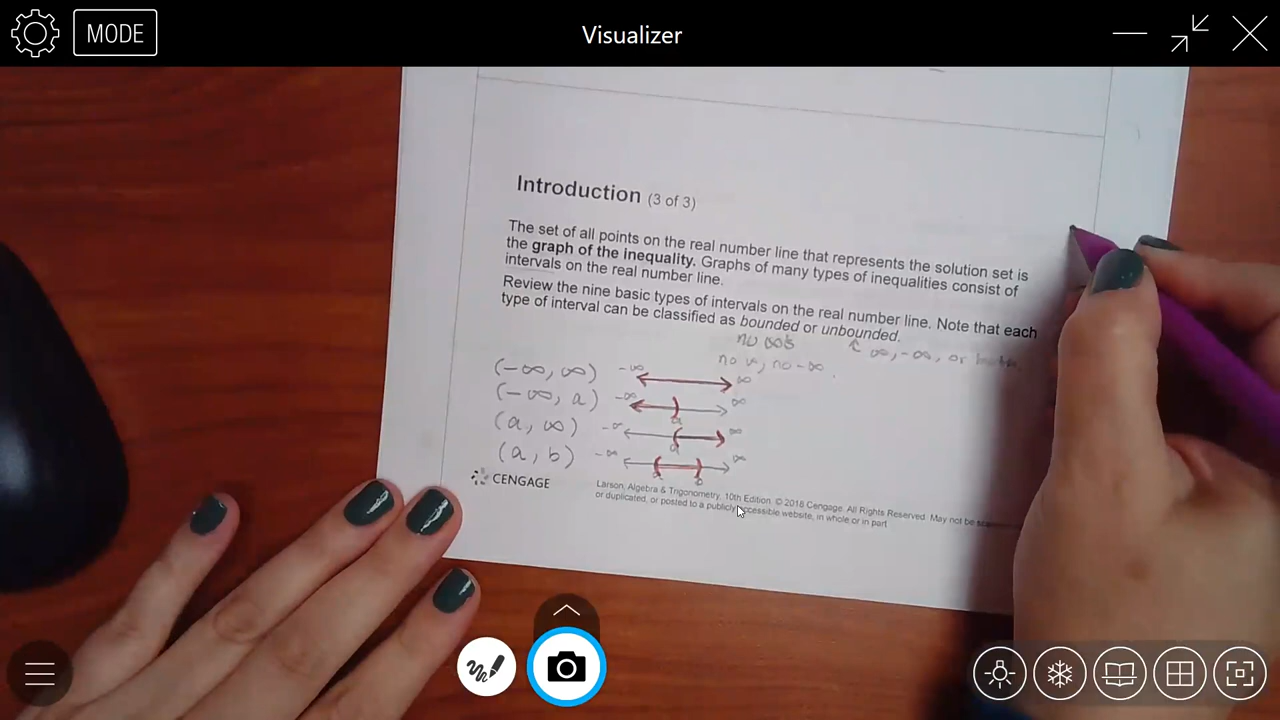 MODE
Visualizer
Introduction (3 of 3)
The set of all points on the real number line that represents the solution set is
the graph of the inequality. Graphs of many types of inequalities consist of
intervals on the real number line.
Review the nine basic types of intervals on the real number line. Note that each
type of interval can be classified as bounded or unbounded.
no ∞'s
no ∞, no -∞
↑ ∞, -∞, or
(-∞, ∞) -∞ ∞
(-∞, a) -∞ a ∞
(a, ∞) -∞ a ∞
(a, b) -∞ a b ∞
CENGAGE
Larson, Algebra & Trigonometry, 10th Edition. © 2018 Cengage. All Rights Reserved. May not be
or duplicated, or posted to a publicly accessible website, in whole or in part.